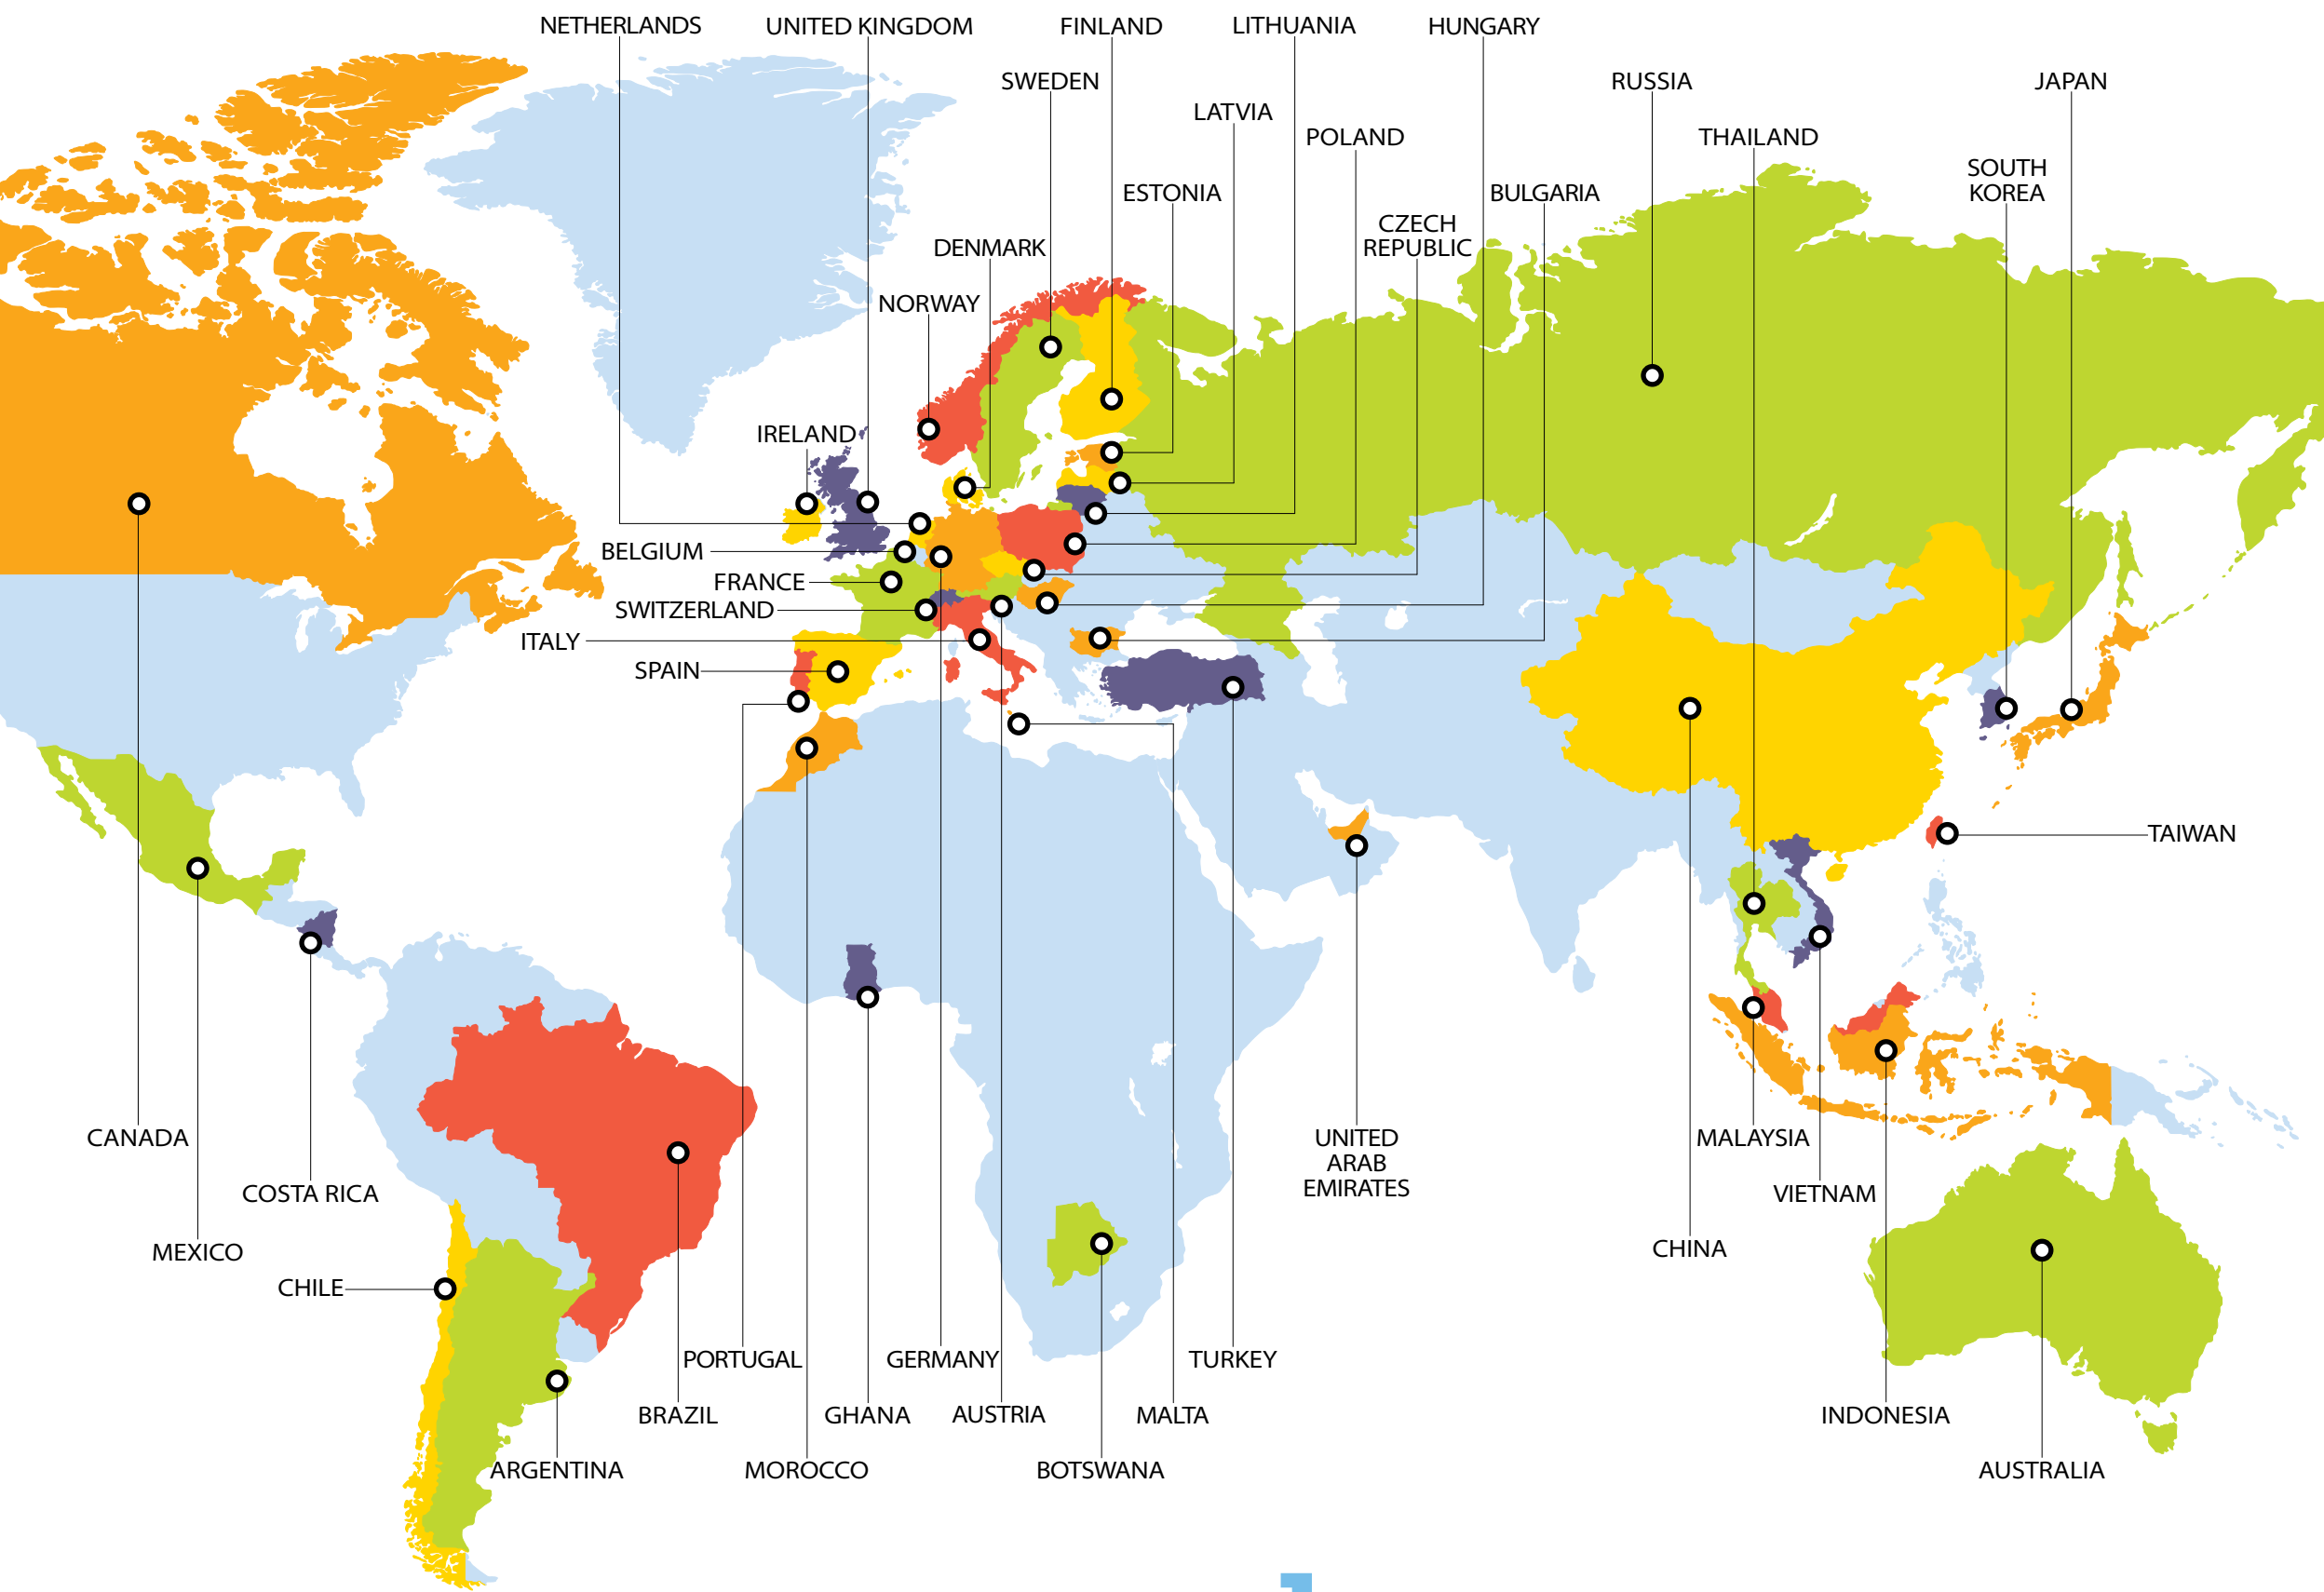 NETHERLANDS
UNITED KINGDOM
FINLAND
LITHUANIA
HUNGARY
SWEDEN
RUSSIA
JAPAN
LATVIA
POLAND
THAILAND
SOUTH
KOREA
ESTONIA
BULGARIA
CZECH
REPUBLIC
DENMARK
NORWAY
IRELAND
BELGIUM
FRANCE
SWITZERLAND
ITALY
SPAIN
TAIWAN
CANADA
UNITED
ARAB
EMIRATES
MALAYSIA
COSTA RICA
VIETNAM
MEXICO
CHINA
CHILE
PORTUGAL
GERMANY
TURKEY
BRAZIL
GHANA
AUSTRIA
MALTA
INDONESIA
ARGENTINA
MOROCCO
BOTSWANA
AUSTRALIA